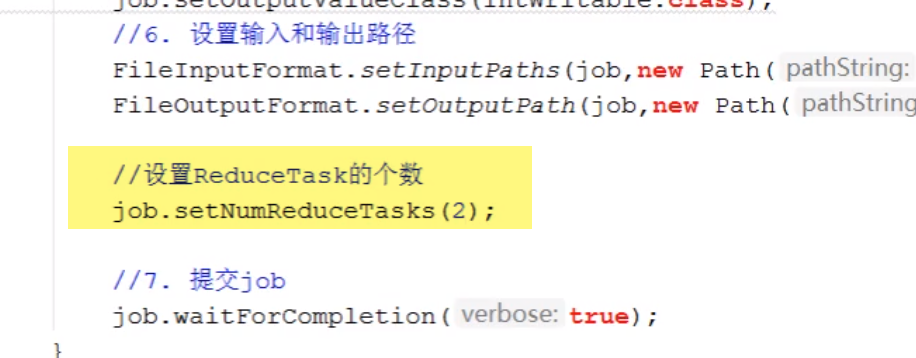 job.setOutputValueClass(IntWritable.class);
//6. 设置输入和输出路径
FileInputFormat.setInputPaths(job,new Path( pathString:
FileOutputFormat.setOutputPath(job,new Path( pathString
//设置ReduceTask的个数
job.setNumReduceTasks(2);
//7. 提交job
job.waitForCompletion( verbose: true);
}